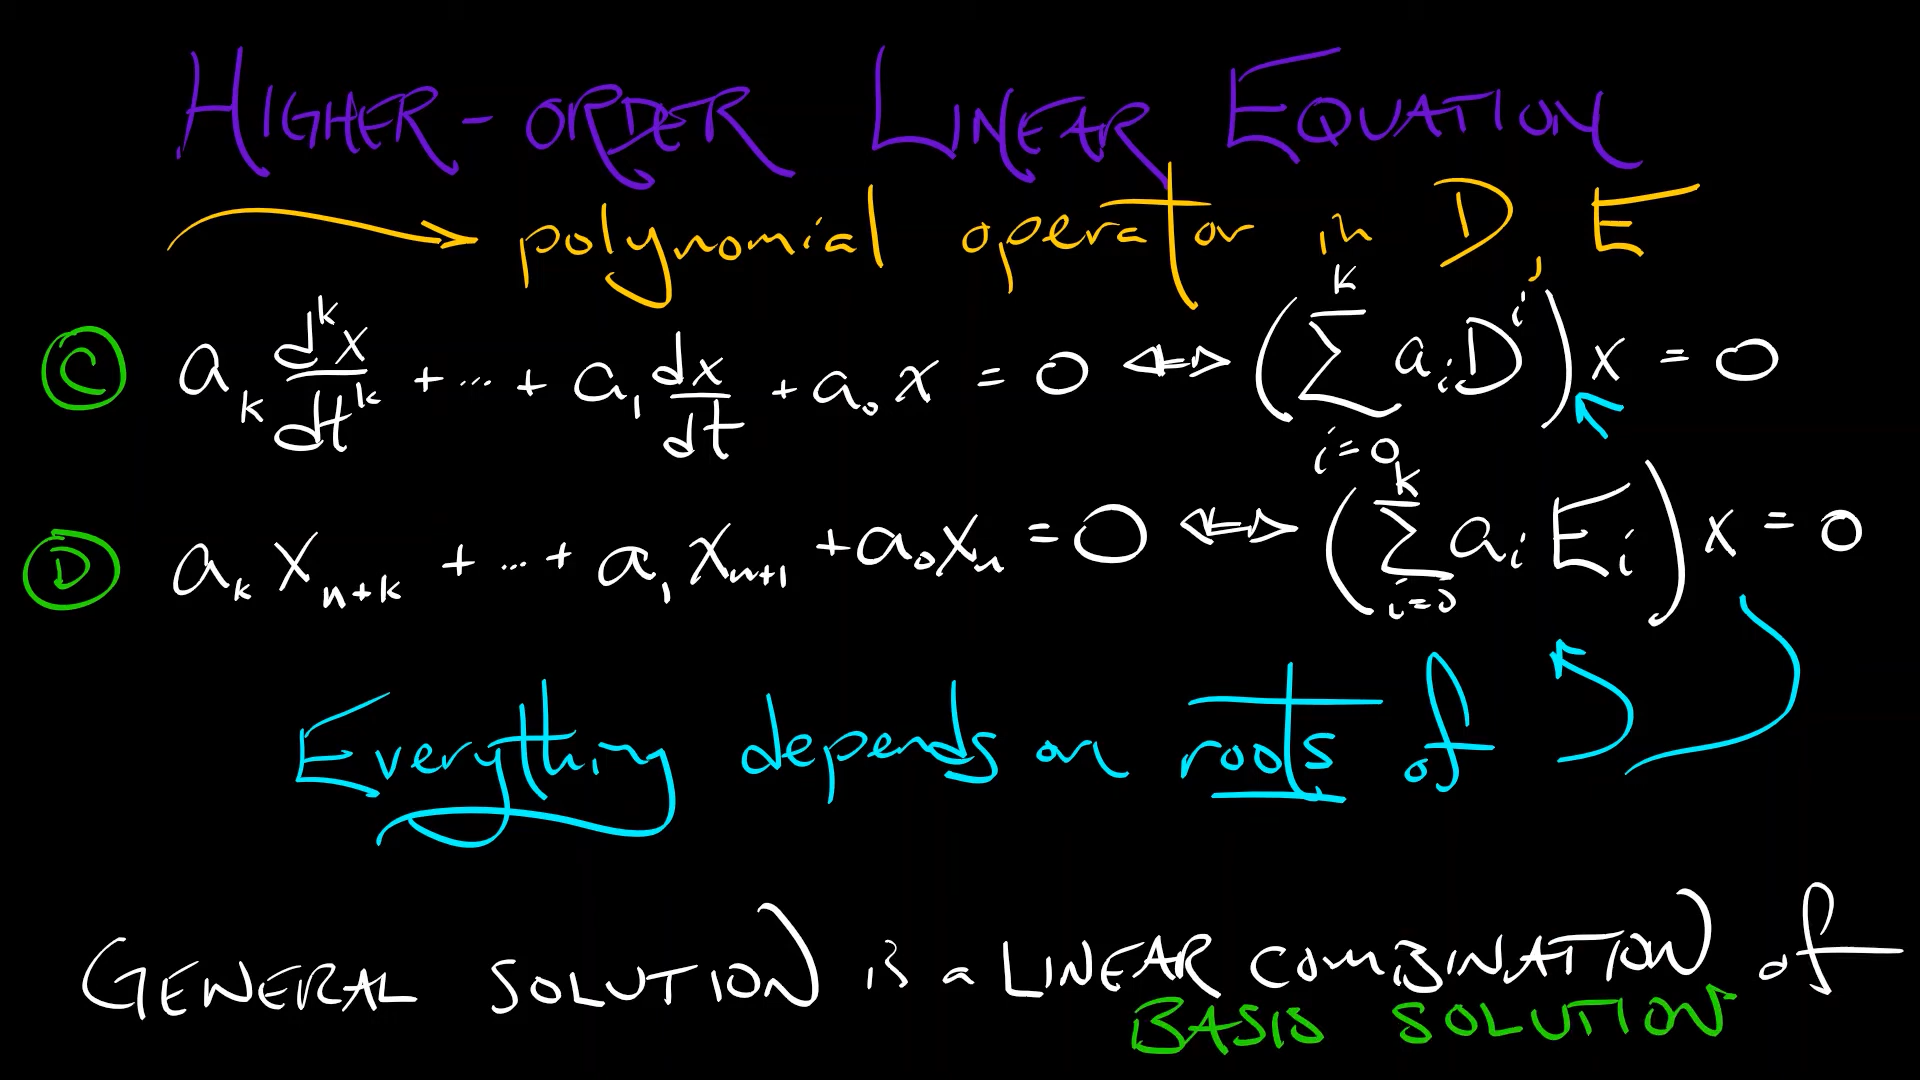 HIGHER-ORDER LINEAR EQUATION
→ polynomial operator in D, E
Ⓒ a_k d^k x/dt^k + ... + a_1 dx/dt + a_0 x = 0 ⟺ (∑_{i=0}^{k} a_i D^i) x = 0
Ⓓ a_k x_{n+k} + ... + a_1 x_{n+1} + a_0 x_n = 0 ⟺ (∑_{i=0}^{k} a_i E_i) x = 0
Everything depends on roots of
GENERAL SOLUTION is a LINEAR COMBINATION of
BASIS SOLUTION